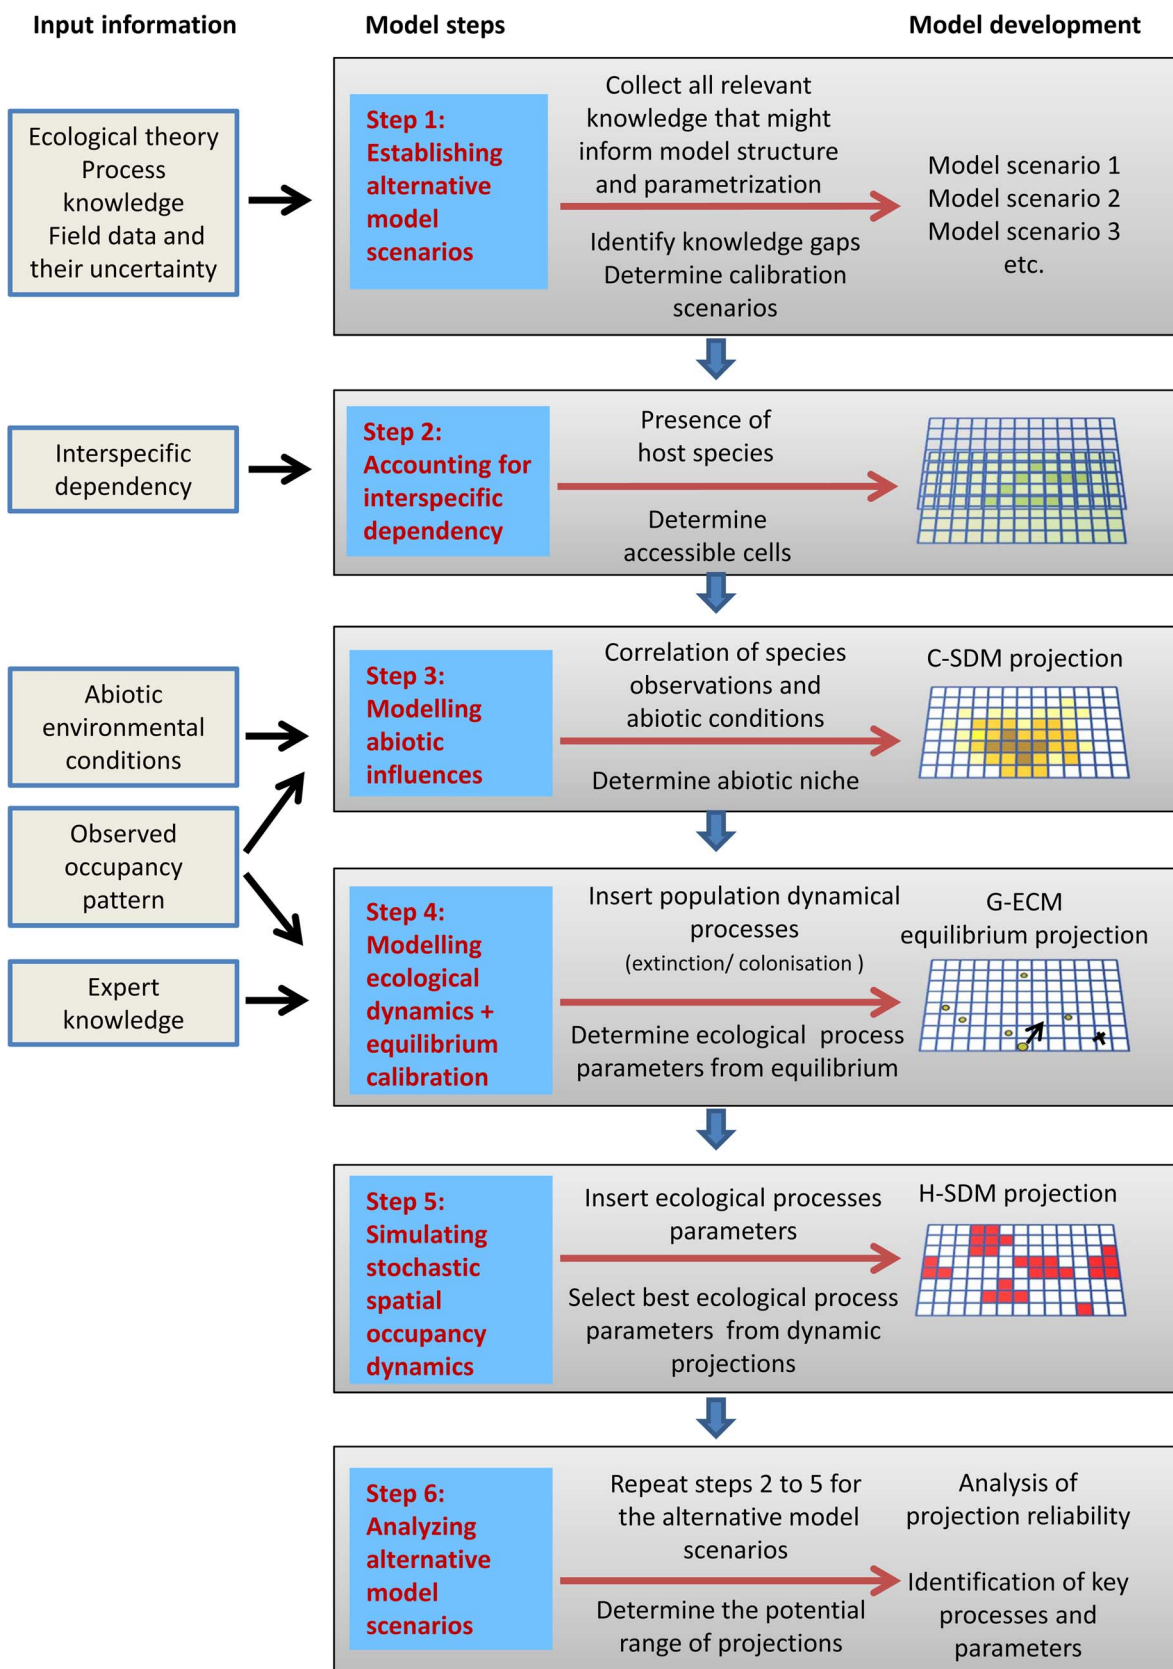 Input information
Model steps
Model development
Ecological theory
Process
knowledge
Field data and
their uncertainty
Step 1:
Establishing
alternative
model
scenarios
Collect all relevant
knowledge that might
inform model structure
and parametrization
Identify knowledge gaps
Determine calibration
scenarios
Model scenario 1
Model scenario 2
Model scenario 3
etc.
Interspecific
dependency
Step 2:
Accounting for
interspecific
dependency
Presence of
host species
Determine
accessible cells
Abiotic
environmental
conditions
Observed
occupancy
pattern
Step 3:
Modelling
abiotic
influences
Correlation of species
observations and
abiotic conditions
Determine abiotic niche
C-SDM projection
Expert
knowledge
Step 4:
Modelling
ecological
dynamics +
equilibrium
calibration
Insert population dynamical
processes
(extinction/ colonisation )
Determine ecological process
parameters from equilibrium
G-ECM
equilibrium projection
Step 5:
Simulating
stochastic
spatial
occupancy
dynamics
Insert ecological processes
parameters
Select best ecological process
parameters from dynamic
projections
H-SDM projection
Step 6:
Analyzing
alternative
model
scenarios
Repeat steps 2 to 5 for
the alternative model
scenarios
Determine the potential
range of projections
Analysis of
projection reliability
Identification of key
processes and
parameters